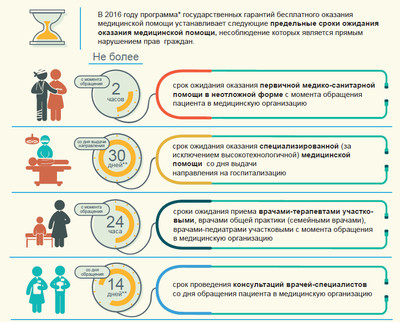 В 2016 году программа* государственных гарантий бесплатного оказания
медицинской помощи устанавливает следующие предельные сроки ожидания
оказания медицинской помощи, несоблюдение которых является прямым
нарушением прав граждан.
Не более
с момента
обращения
2
часов
срок ожидания оказания первичной медико-санитарной
помощи в неотложной форме с момента обращения
пациента в медицинскую организацию
со дня выдачи
направления
30
дней**
срок ожидания оказания специализированной (за
исключением высокотехнологичной) медицинской
помощи со дня выдачи
направления на госпитализацию
с момента
обращения
24
часа
срок ожидания приема врачами-терапевтами участко-
выми, врачами общей практики (семейными врачами),
врачами-педиатрами участковыми с момента обращения
в медицинскую организацию
со дня
обращения
14
дней**
срок проведения консультаций врачей-специалистов
со дня обращения пациента в медицинскую организацию